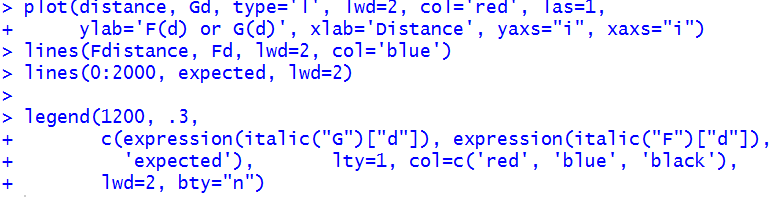 > plot(distance, Gd, type='l', lwd=2, col='red', las=1,
+     ylab='F(d) or G(d)', xlab='Distance', yaxs="i", xaxs="i")
> lines(Fdistance, Fd, lwd=2, col='blue')
> lines(0:2000, expected, lwd=2)
>
> legend(1200, .3,
+        c(expression(italic("G")["d"]), expression(italic("F")["d"]),
+          'expected'),     lty=1, col=c('red', 'blue', 'black'),
+        lwd=2, bty="n")